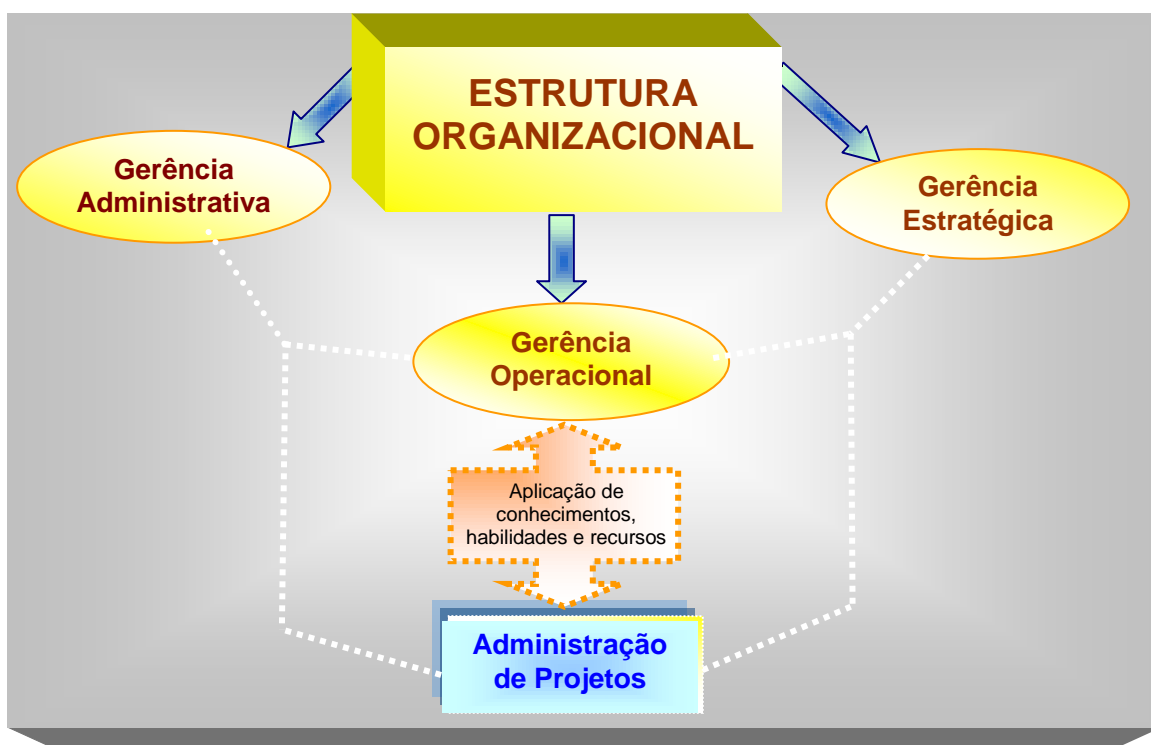 ESTRUTURA
ORGANIZACIONAL
Gerência
Administrativa
Gerência
Estratégica
Gerência
Operacional
Aplicação de
conhecimentos,
habilidades e recursos
Administração
de Projetos